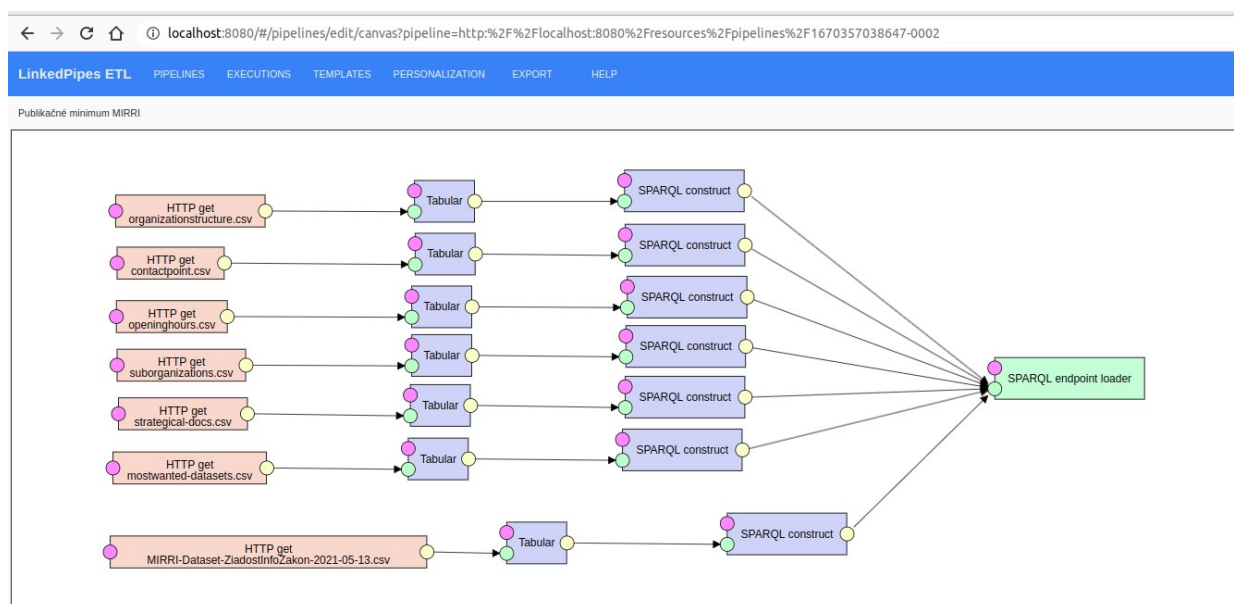 localhost:8080/#/pipelines/edit/canvas?pipeline=http:%2F%2Flocalhost:8080%2Fresources%2Fpipelines%2F1670357038647-0002
LinkedPipes ETL PIPELINES EXECUTIONS TEMPLATES PERSONALIZATION EXPORT HELP
Publikačné minimum MIRRI
HTTP get
organizationstructure.csv
Tabular
SPARQL construct
HTTP get
contactpoint.csv
Tabular
SPARQL construct
HTTP get
openinghours.csv
Tabular
SPARQL construct
HTTP get
suborganizations.csv
Tabular
SPARQL construct
SPARQL endpoint loader
HTTP get
strategical-docs.csv
Tabular
SPARQL construct
HTTP get
mostwanted-datasets.csv
Tabular
SPARQL construct
HTTP get
MIRRI-Dataset-ZiadostInfoZakon-2021-05-13.csv
Tabular
SPARQL construct